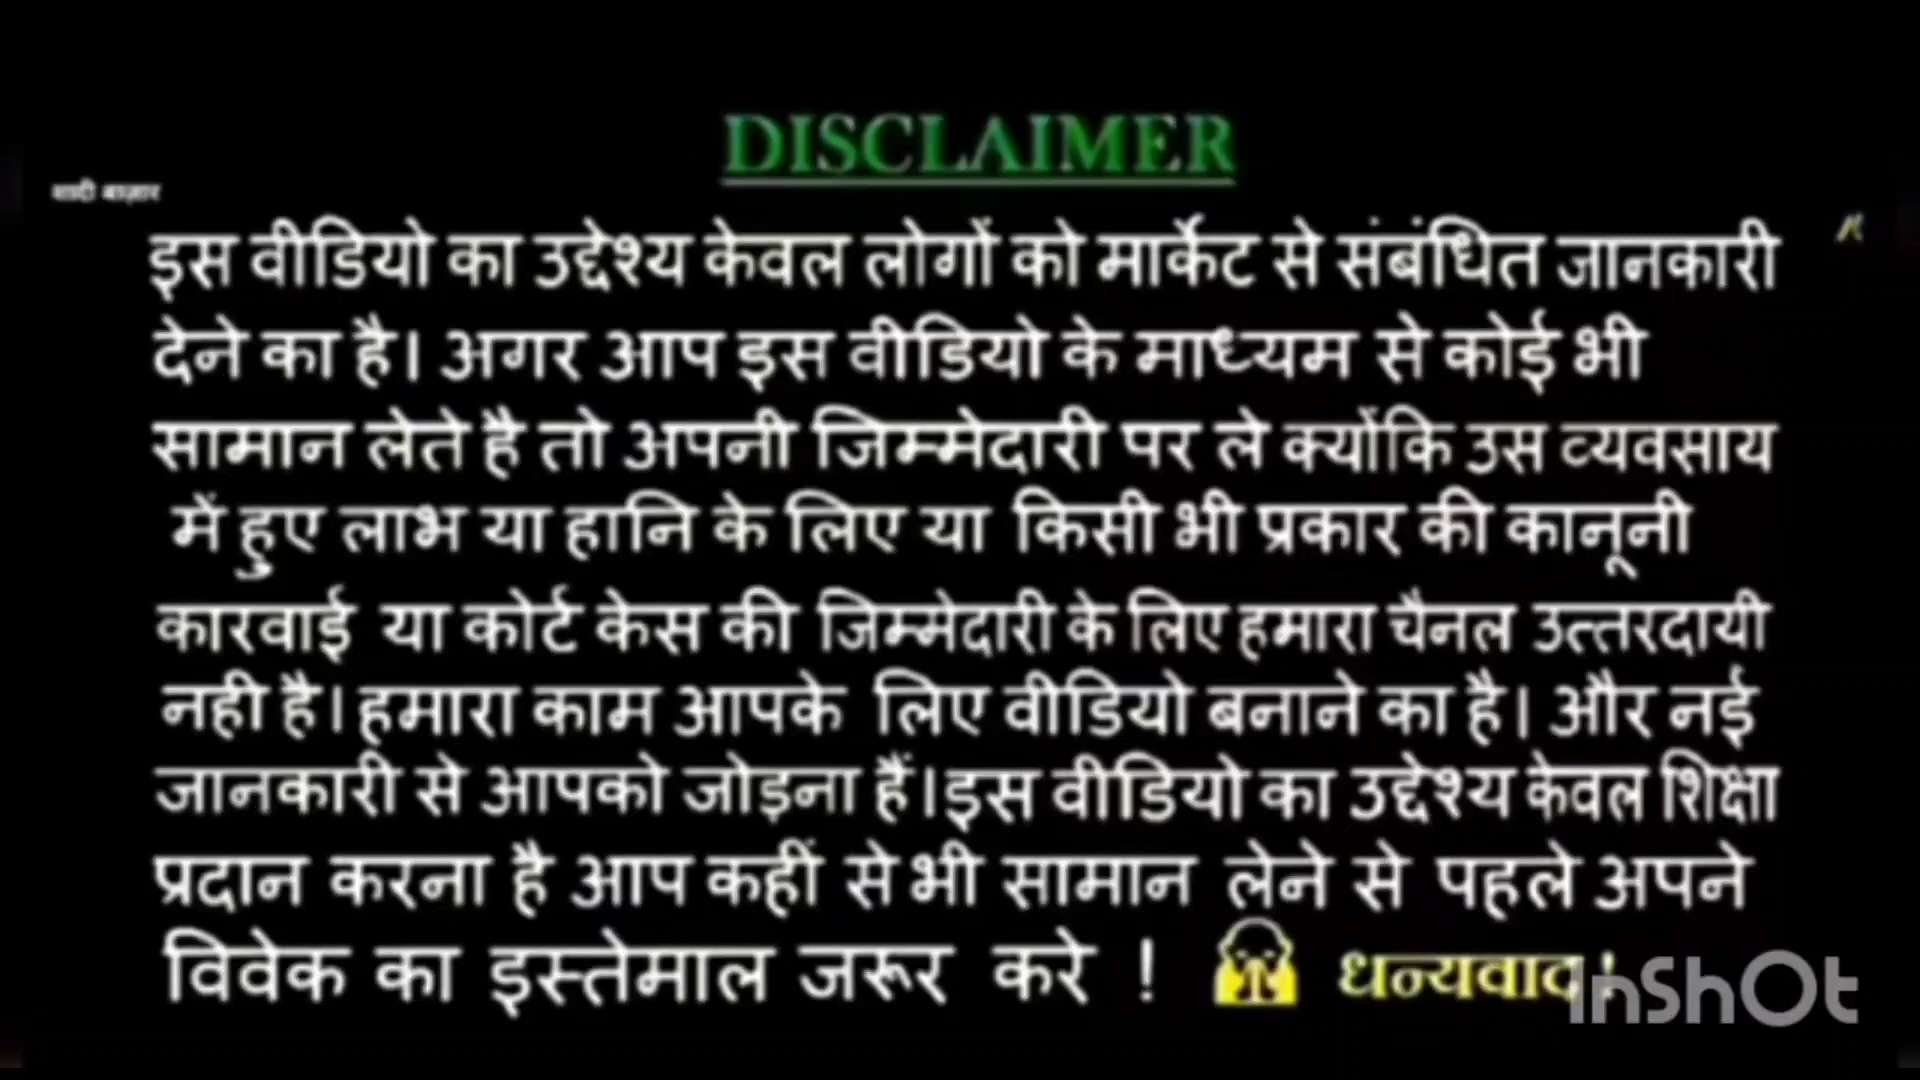 DISCLAIMER
इस वीडियो का उद्देश्य केवल लोगों को मार्केट से संबंधित जानकारी
देने का है। अगर आप इस वीडियो के माध्यम से कोई भी
सामान लेते है तो अपनी जिम्मेदारी पर ले क्योंकि उस व्यवसाय
में हुए लाभ या हानि के लिए या किसी भी प्रकार की कानूनी
कारवाई या कोर्ट केस की जिम्मेदारी के लिए हमारा चैनल उत्तरदायी
नही है। हमारा काम आपके लिए वीडियो बनाने का है। और नई
जानकारी से आपको जोड़ना हैं।इस वीडियो का उद्देश्य केवल शिक्षा
प्रदान करना है आप कहीं से भी सामान लेने से पहले अपने
विवेक का इस्तेमाल जरूर करे ! धन्यवाद !
InShOt